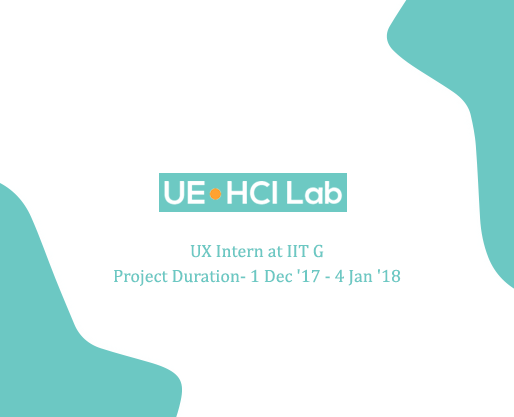 UE•HCI Lab
UX Intern at IIT G
Project Duration- 1 Dec '17 - 4 Jan '18